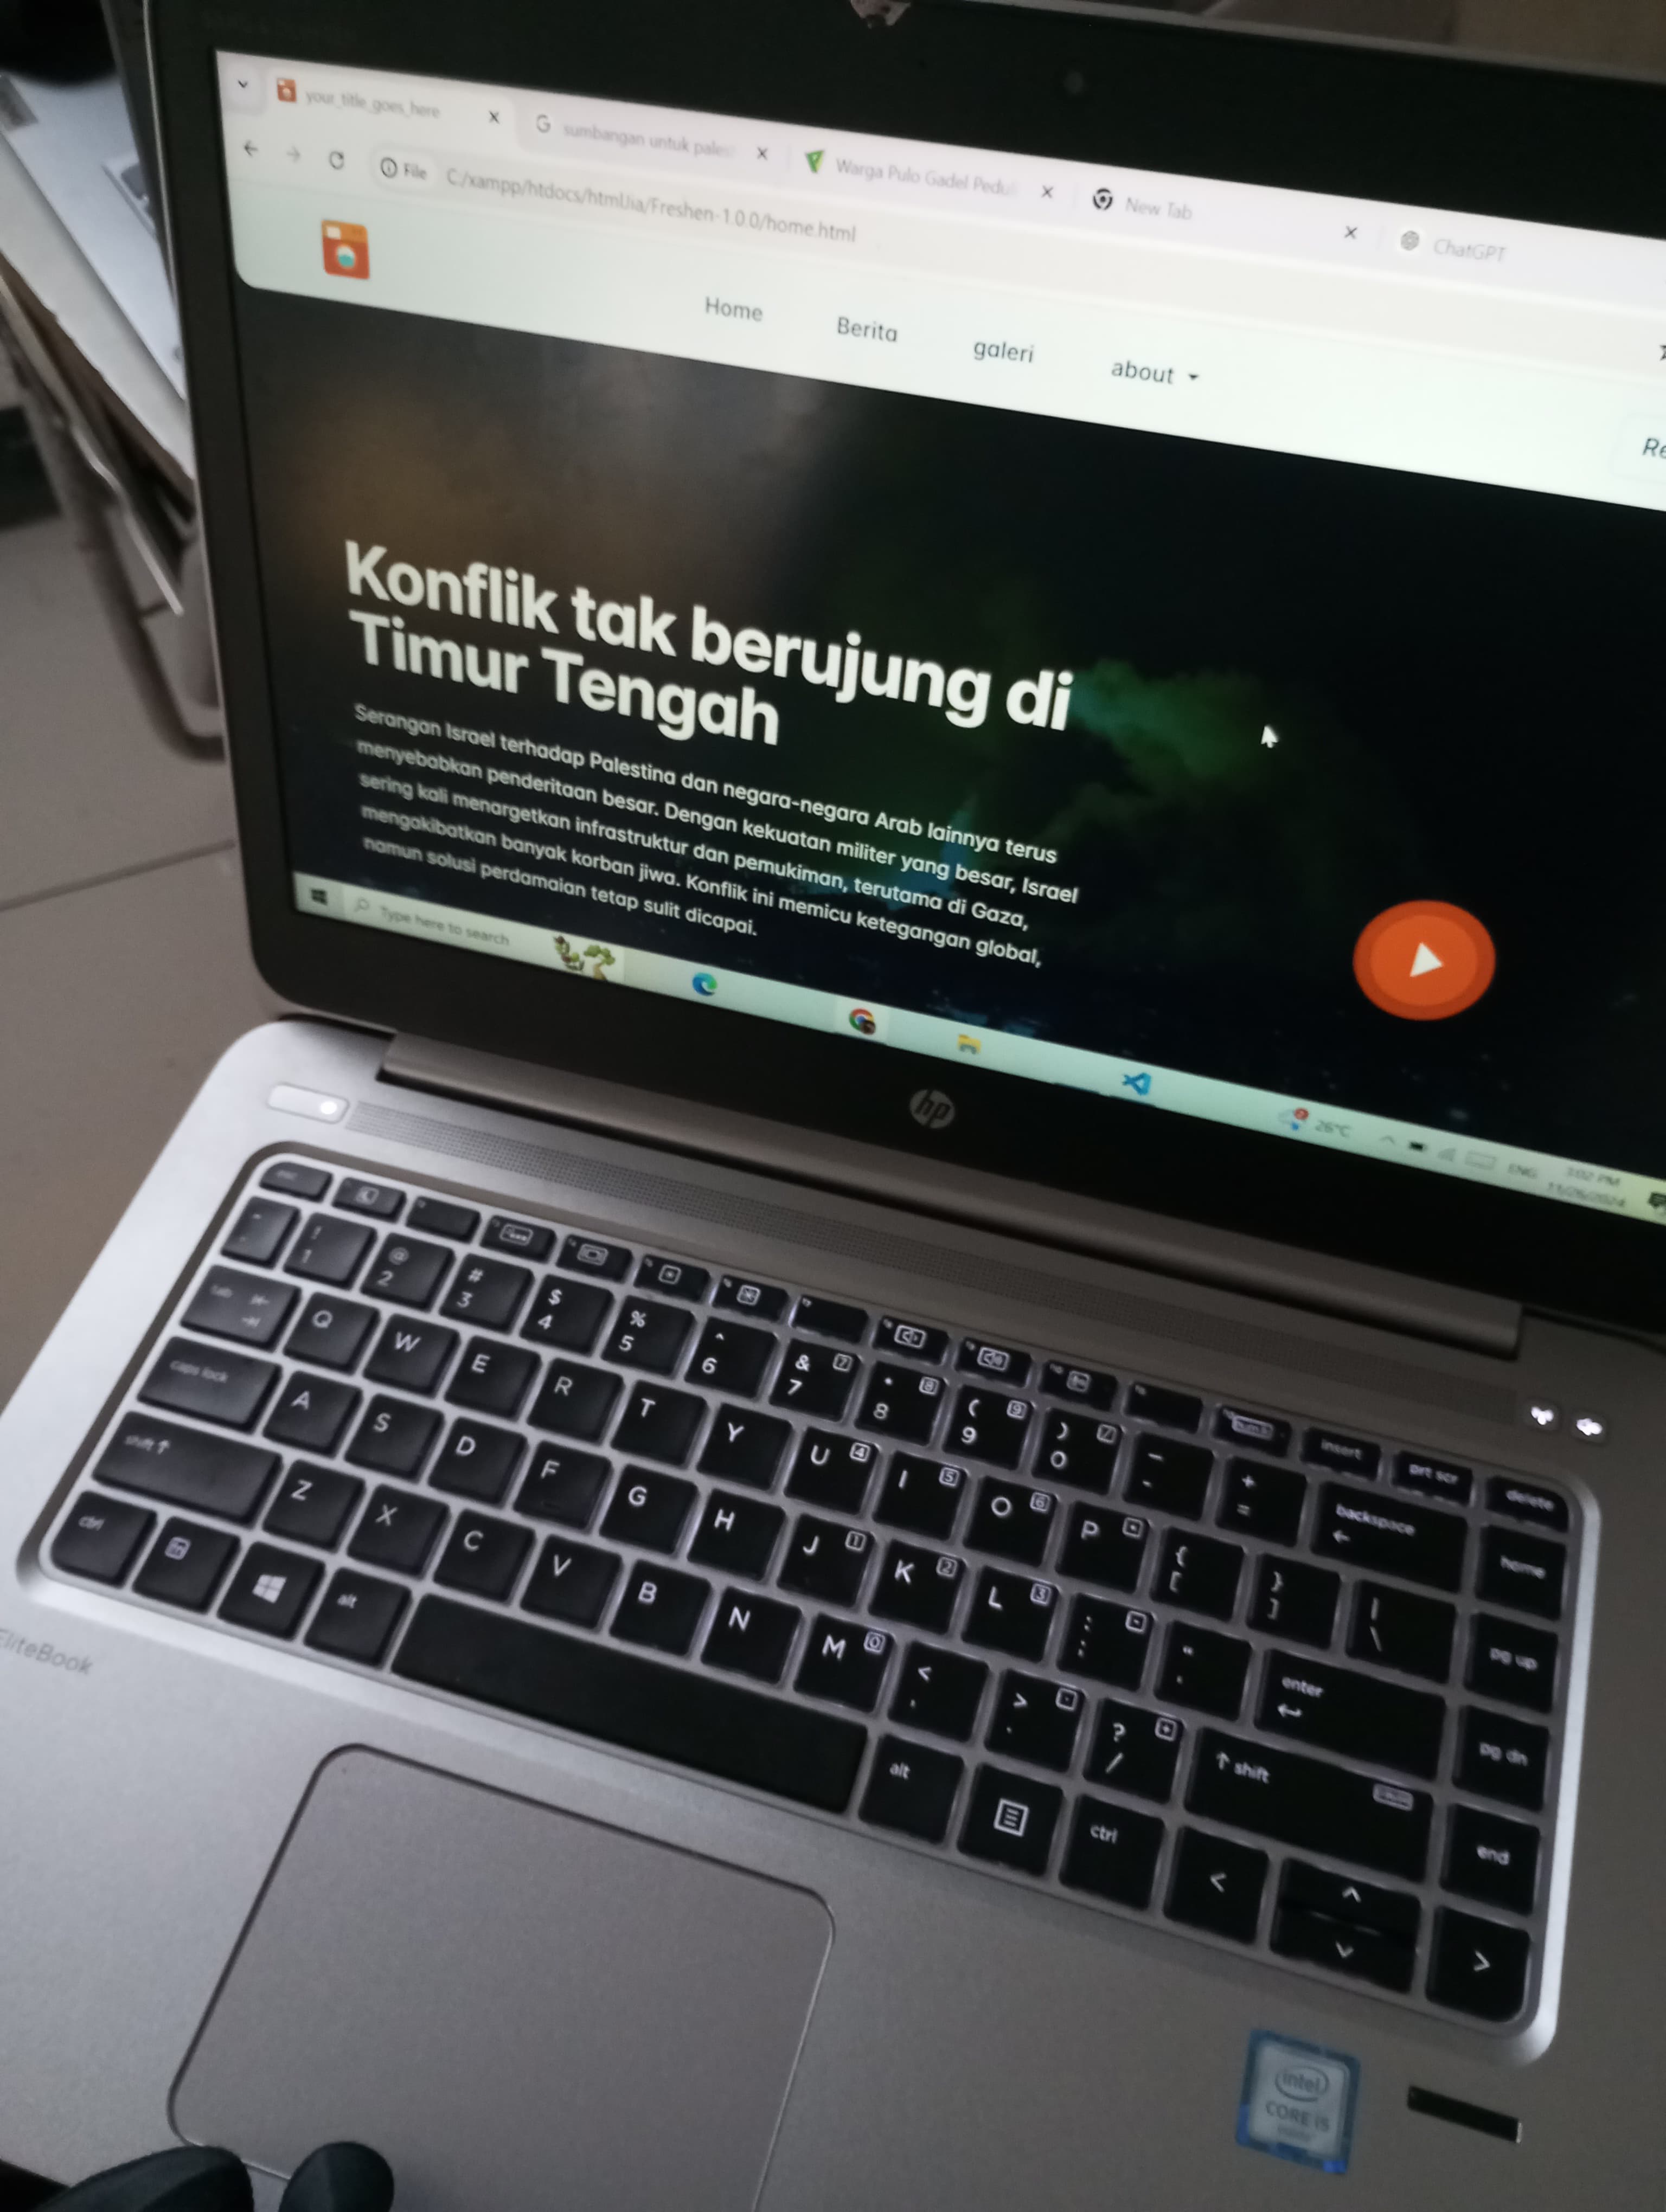 your_title_goes_here
sumbangan untuk pales
Warga Pulo Gadel Pedul
New Tab
ChatGPT
File
C:/xampp/htdocs/htmlJia/Freshen-1.0.0/home.html
Home
Berita
galeri
about
Re
Konflik tak berujung di
Timur Tengah
Serangan Israel terhadap Palestina dan negara-negara Arab lainnya terus
menyebabkan penderitaan besar. Dengan kekuatan militer yang besar, Israel
sering kali menargetkan infrastruktur dan pemukiman, terutama di Gaza,
mengakibatkan banyak korban jiwa. Konflik ini memicu ketegangan global,
namun solusi perdamaian tetap sulit dicapai.
Type here to search
26°C
ENG
3:02 PM
11/26/2024
hp
esc
! 1 @ 2 # 3 $ 4 % 5 ^ 6 & 7 * 8 ( 9 ) 0 _ - + = backspace
insert prt scr delete
tab Q W E R T Y U I O P { [ } ] | \ home
caps lock A S D F G H J K L : ; " ' enter pg up
shift Z X C V B N M < , > . ? / shift pg dn
ctrl alt alt ctrl < ^ v > end
EliteBook
intel
CORE i5